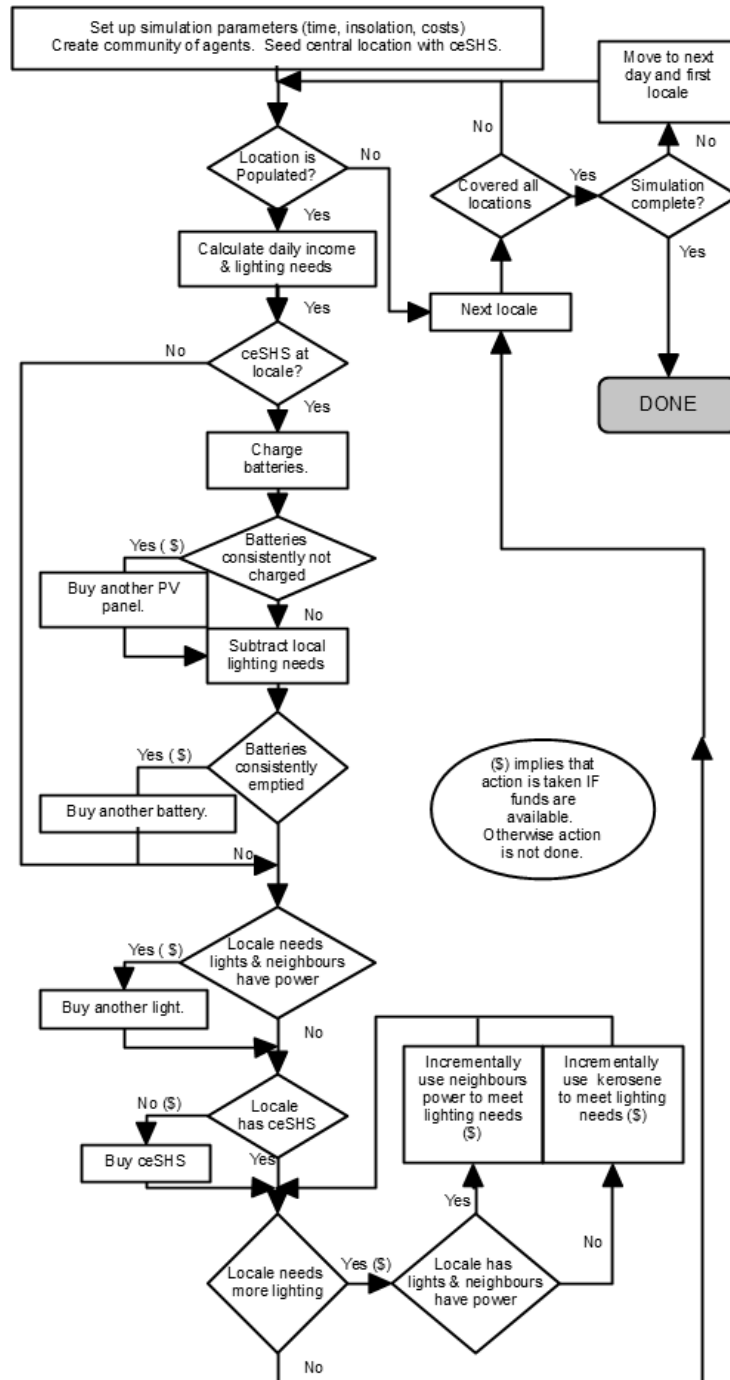 Set up simulation parameters (time, insolation, costs)
Create community of agents.  Seed central location with ceSHS.
Move to next
day and first
locale
No
No
Location is
Populated?
No
Covered all
locations
Yes
Simulation
complete?
Yes
Yes
Calculate daily income
& lighting needs
Next locale
Yes
No
ceSHS at
locale?
DONE
Yes
Charge
batteries.
Yes ( $)
Batteries
consistently not
charged
Buy another PV
panel.
No
Subtract local
lighting needs
Yes ($)
Batteries
consistently
emptied
($) implies that
action is taken IF
funds are
available.
Otherwise action
is not done.
Buy another battery.
No
Yes ( $)
Locale needs
lights & neighbours
have power
Buy another light.
No
Incrementally
use neighbours
power to meet
lighting needs
($)
Incrementally
use  kerosene
to meet lighting
needs ($)
No ($)
Locale
has ceSHS
Buy ceSHS
Yes
Yes
No
Locale needs
more lighting
Yes ($)
Locale has
lights & neighbours
have power
No